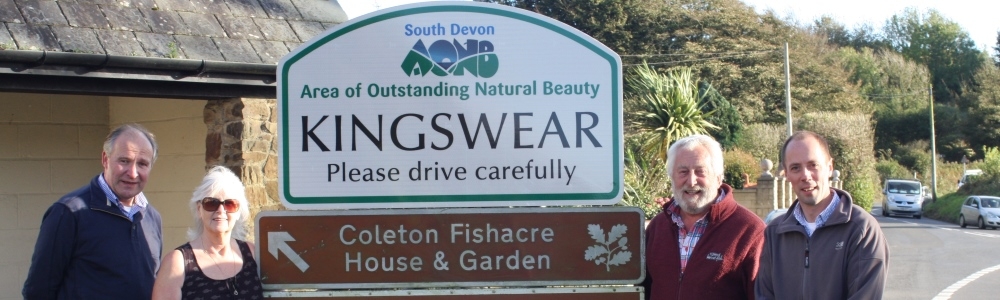 South Devon
AONB
Area of Outstanding Natural Beauty
KINGSWEAR
Please drive carefully
Coleton Fishacre
House & Garden